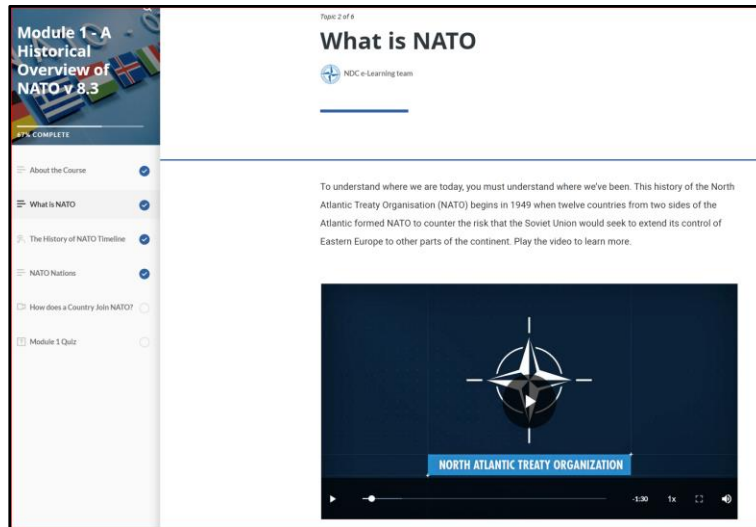 Module 1 - A
Historical
Overview of
NATO v 8.3
67% COMPLETE
About the Course
What is NATO
The History of NATO Timeline
NATO Nations
How does a Country Join NATO?
Module 1 Quiz
Topic 2 of 6
What is NATO
NDC e-Learning team
To understand where we are today, you must understand where we've been. This history of the North
Atlantic Treaty Organisation (NATO) begins in 1949 when twelve countries from two sides of the
Atlantic formed NATO to counter the risk that the Soviet Union would seek to extend its control of
Eastern Europe to other parts of the continent. Play the video to learn more.
NORTH ATLANTIC TREATY ORGANIZATION
-1:30 1x